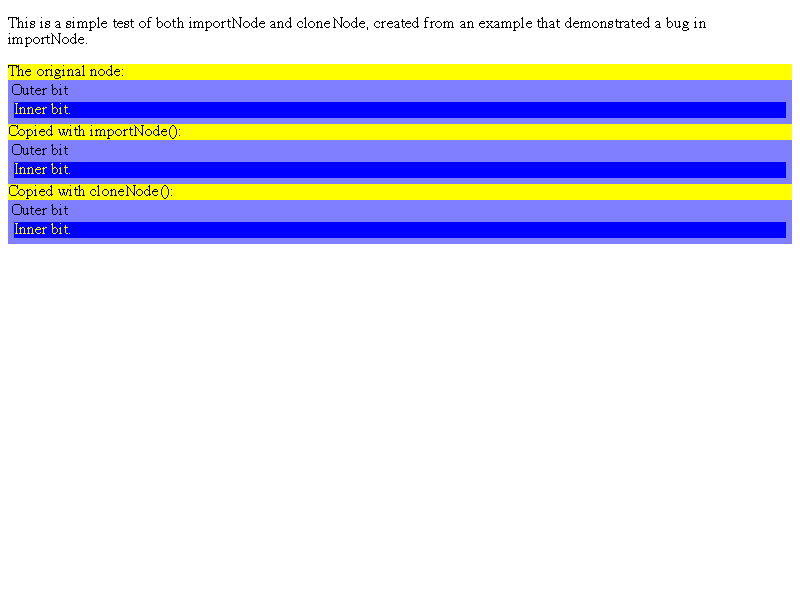 This is a simple test of both importNode and cloneNode, created from an example that demonstrated a bug in
importNode.
The original node:
Outer bit
Inner bit.
Copied with importNode():
Outer bit
Inner bit.
Copied with cloneNode():
Outer bit
Inner bit.